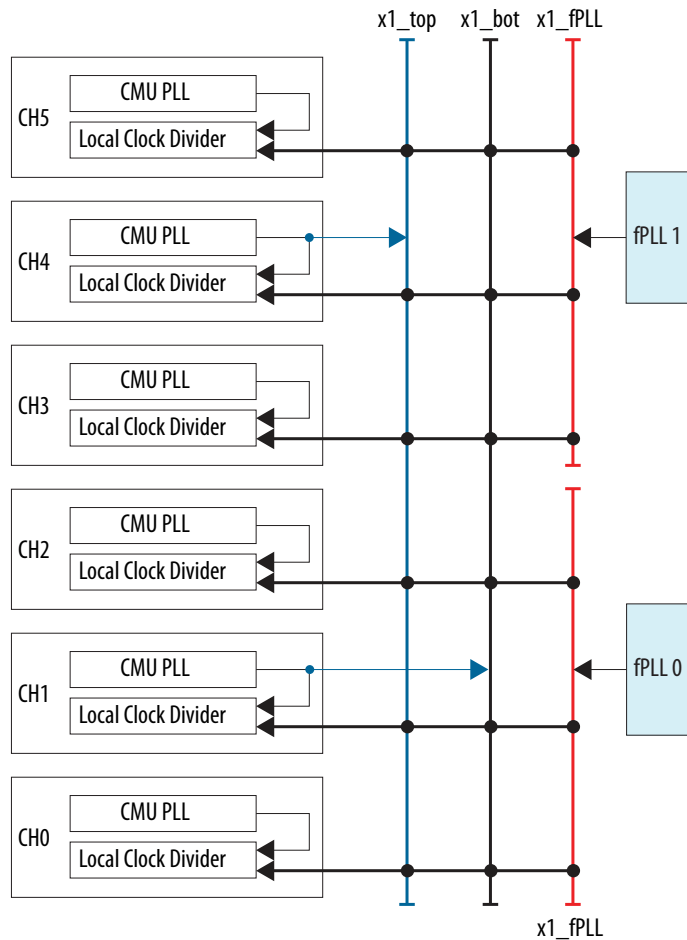 x1_top x1_bot x1_fPLL
CH5
CMU PLL
Local Clock Divider
CH4
CMU PLL
Local Clock Divider
fPLL 1
CH3
CMU PLL
Local Clock Divider
CH2
CMU PLL
Local Clock Divider
CH1
CMU PLL
Local Clock Divider
fPLL 0
CH0
CMU PLL
Local Clock Divider
x1_fPLL